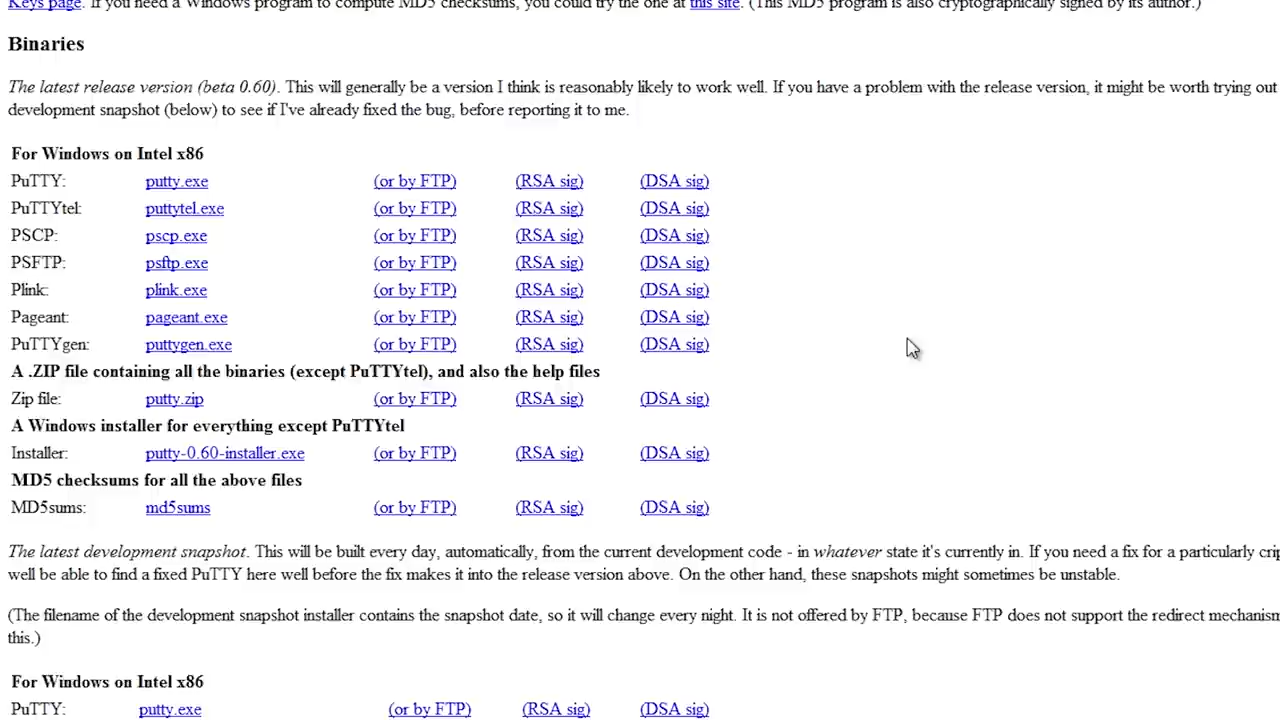 Keys page. If you need a Windows program to compute MD5 checksums, you could try the one at this site. (This MD5 program is also cryptographically signed by its author.)
Binaries
The latest release version (beta 0.60). This will generally be a version I think is reasonably likely to work well. If you have a problem with the release version, it might be worth trying out
development snapshot (below) to see if I've already fixed the bug, before reporting it to me.
For Windows on Intel x86
PuTTY: putty.exe (or by FTP) (RSA sig) (DSA sig)
PuTTYtel: puttytel.exe (or by FTP) (RSA sig) (DSA sig)
PSCP: pscp.exe (or by FTP) (RSA sig) (DSA sig)
PSFTP: psftp.exe (or by FTP) (RSA sig) (DSA sig)
Plink: plink.exe (or by FTP) (RSA sig) (DSA sig)
Pageant: pageant.exe (or by FTP) (RSA sig) (DSA sig)
PuTTYgen: puttygen.exe (or by FTP) (RSA sig) (DSA sig)
A .ZIP file containing all the binaries (except PuTTYtel), and also the help files
Zip file: putty.zip (or by FTP) (RSA sig) (DSA sig)
A Windows installer for everything except PuTTYtel
Installer: putty-0.60-installer.exe (or by FTP) (RSA sig) (DSA sig)
MD5 checksums for all the above files
MD5sums: md5sums (or by FTP) (RSA sig) (DSA sig)
The latest development snapshot. This will be built every day, automatically, from the current development code - in whatever state it's currently in. If you need a fix for a particularly
well be able to find a fixed PuTTY here well before the fix makes it into the release version above. On the other hand, these snapshots might sometimes be unstable.
(The filename of the development snapshot installer contains the snapshot date, so it will change every night. It is not offered by FTP, because FTP does not support the redirect mechanism
this.)
For Windows on Intel x86
PuTTY: putty.exe (or by FTP) (RSA sig) (DSA sig)